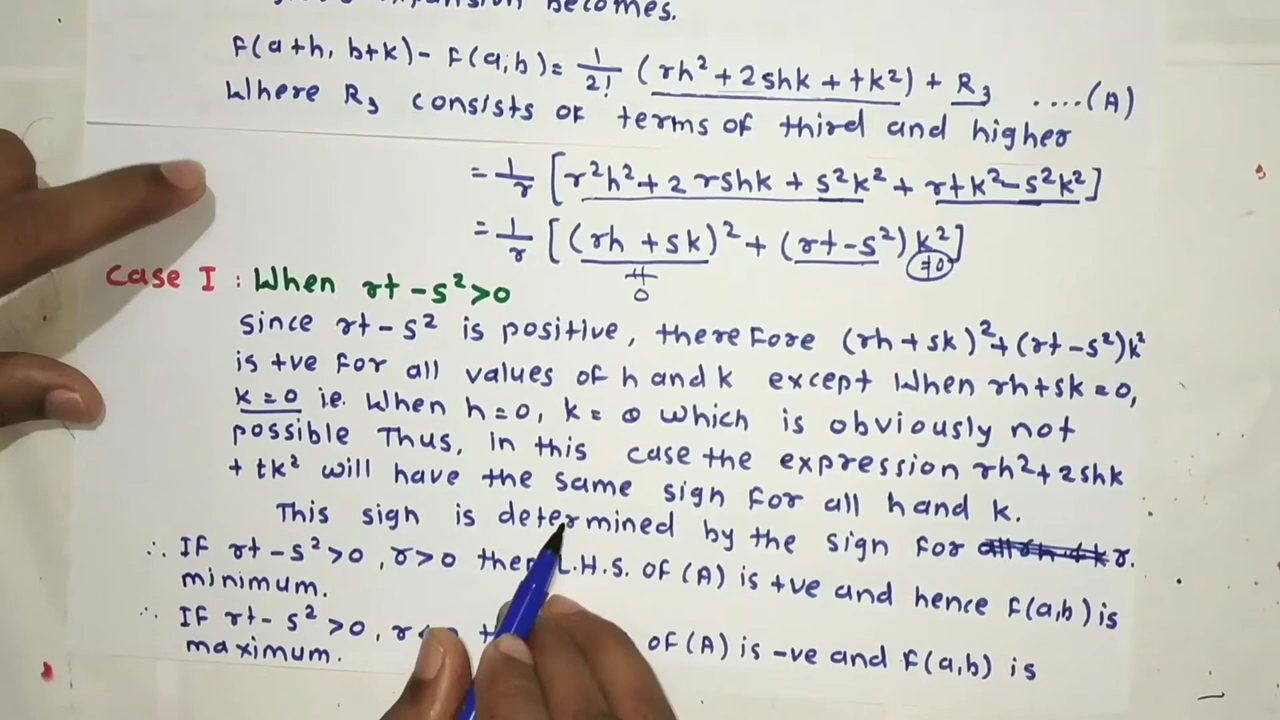 expansion becomes.
F(a+h, b+k) - F(a,b) = 1/2! (rh² + 2shk + tk²) + R₃ ....(A)
Where R₃ consists of terms of third and higher
= 1/r [r²h² + 2rshk + s²k² + rtk² - s²k²]
= 1/r [(rh + sk)² + (rt - s²)k²]
≠0
≠
0
Case I : When rt - s² > 0
Since rt - s² is positive, therefore (rh + sk)² + (rt - s²)k²
is +ve for all values of h and k except When rh + sk = 0,
k = 0 i.e. When h = 0, k = 0 which is obviously not
possible Thus, in this case the expression rh² + 2shk
+ tk² will have the same sign for all h and k.
This sign is determined by the sign for r.
∴ If rt - s² > 0, r > 0 then L.H.S. of (A) is +ve and hence f(a,b) is
minimum.
∴ If rt - s² > 0, r < of (A) is -ve and f(a,b) is
maximum.